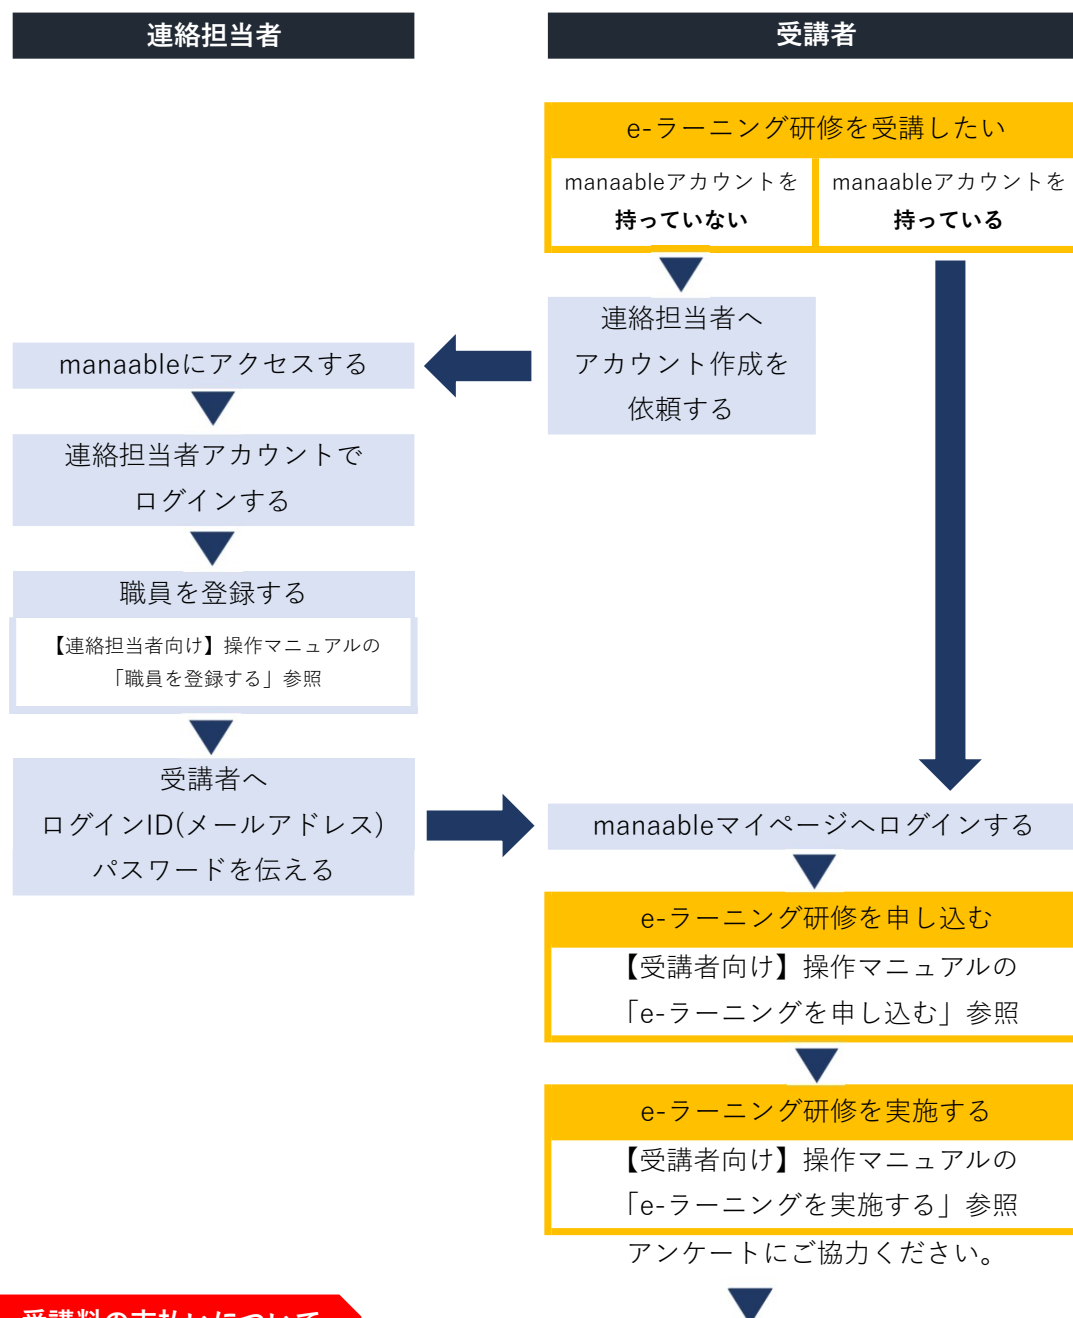 連絡担当者
受講者
e-ラーニング研修を受講したい
manaableアカウントを
持っていない
manaableアカウントを
持っている
連絡担当者へ
アカウント作成を
依頼する
manaableにアクセスする
連絡担当者アカウントで
ログインする
職員を登録する
【連絡担当者向け】操作マニュアルの
「職員を登録する」参照
受講者へ
ログインID(メールアドレス)
パスワードを伝える
manaableマイページへログインする
e-ラーニング研修を申し込む
【受講者向け】操作マニュアルの
「e-ラーニングを申し込む」参照
e-ラーニング研修を実施する
【受講者向け】操作マニュアルの
「e-ラーニングを実施する」参照
アンケートにご協力ください。
受講料の支払いについて